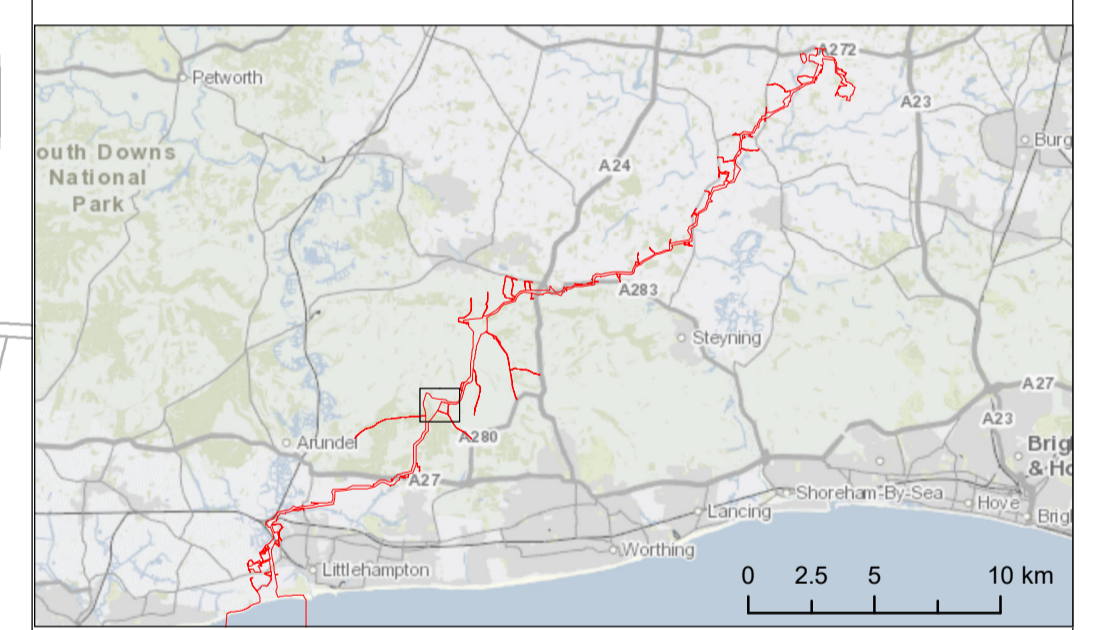 A272
Petworth
A23
Burg
outh Downs
National
Park
A24
A283
Steyning
A27
A23
Arundel
A280
Brig
& Ho
A27
Shoreham-By-Sea
Hove
Lancing
Brig
Worthing
Littlehampton
0 2.5 5 10 km